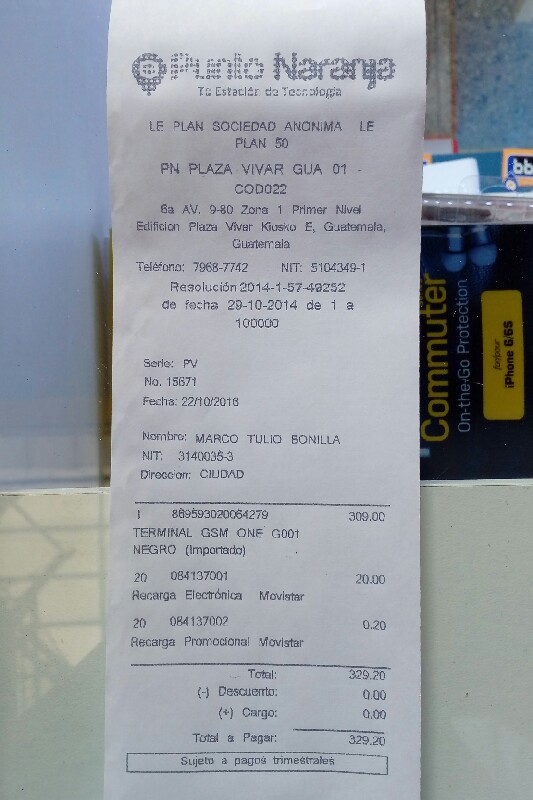 Punto Naranja
Tu Estación de Tecnología
LE PLAN SOCIEDAD ANONIMA LE
PLAN 50
PN PLAZA VIVAR GUA 01 -
COD022
6a AV. 9-80 Zona 1 Primer Nivel
Edificion Plaza Vivar Kiosko E, Guatemala,
Guatemala
Teléfono: 7968-7742 NIT: 5104349-1
Resolución 2014-1-57-49252
de fecha 29-10-2014 de 1 a
100000
Serie: PV
No. 15671
Fecha: 22/10/2016
Nombre: MARCO TULIO BONILLA
NIT: 3140035-3
Direccion: CIUDAD
1 869593020064279 309.00
TERMINAL GSM ONE G001
NEGRO (Importado)
20 084137001 20.00
Recarga Electrónica Movistar
20 084137002 0.20
Recarga Promocional Movistar
Total: 329.20
(-) Descuento: 0.00
(+) Cargo: 0.00
Total a Pagar: 329.20
Sujeto a pagos trimestrales
bb
Commuter
On-the-Go Protection
for/pour
iPhone 6/6S